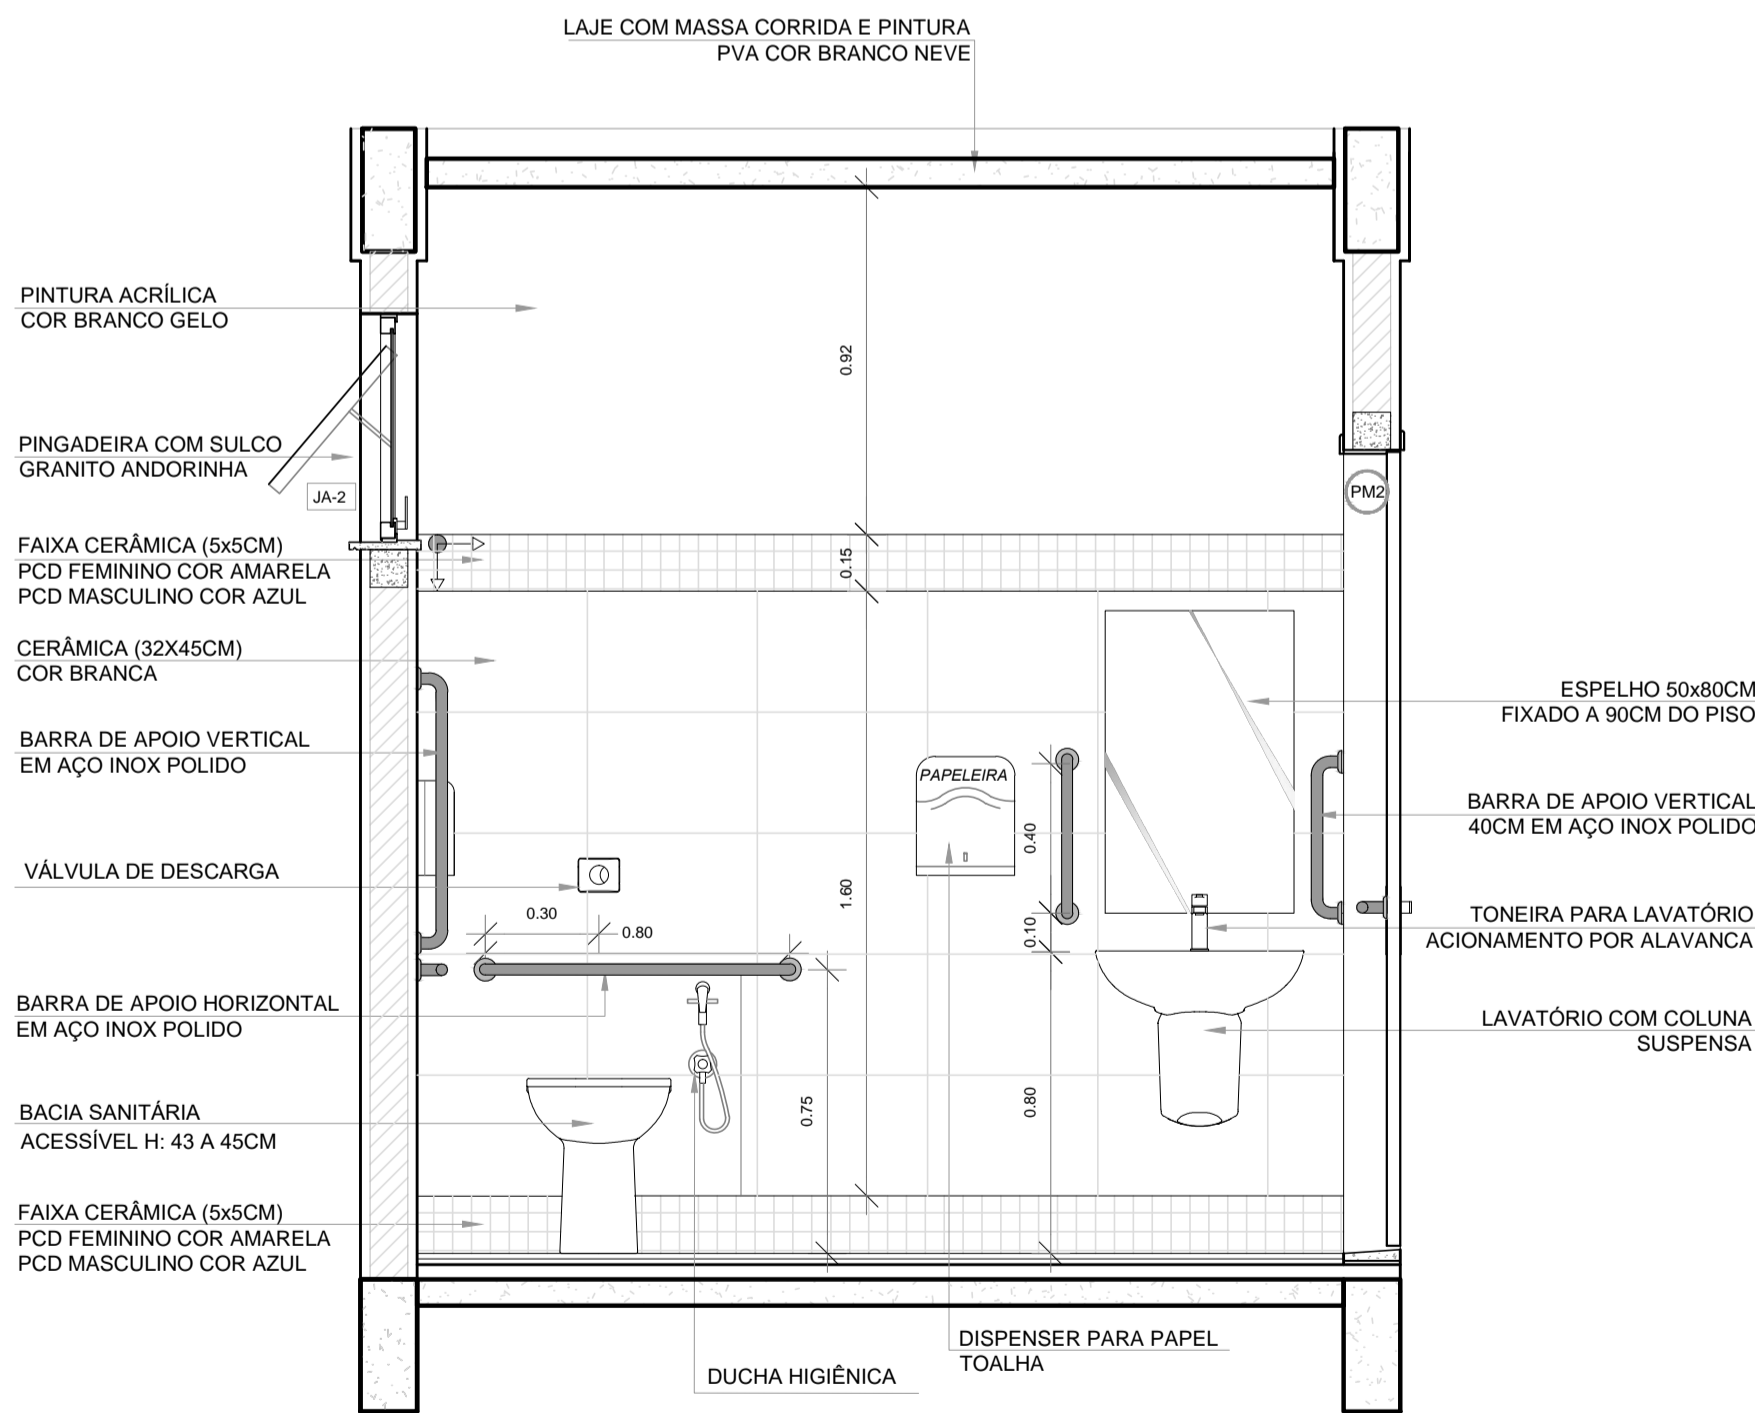 LAJE COM MASSA CORRIDA E PINTURA
PVA COR BRANCO NEVE
PINTURA ACRÍLICA
COR BRANCO GELO
0.92
PINGADEIRA COM SULCO
GRANITO ANDORINHA
JA-2
PM2
FAIXA CERÂMICA (5x5CM)
PCD FEMININO COR AMARELA
PCD MASCULINO COR AZUL
0.15
CERÂMICA (32X45CM)
COR BRANCA
ESPELHO 50x80CM
FIXADO A 90CM DO PISO
BARRA DE APOIO VERTICAL
EM AÇO INOX POLIDO
PAPELEIRA
BARRA DE APOIO VERTICAL
40CM EM AÇO INOX POLIDO
0.40
VÁLVULA DE DESCARGA
1.60
0.30
0.80
0.10
TONEIRA PARA LAVATÓRIO
ACIONAMENTO POR ALAVANCA
BARRA DE APOIO HORIZONTAL
EM AÇO INOX POLIDO
LAVATÓRIO COM COLUNA
SUSPENSA
BACIA SANITÁRIA
ACESSÍVEL H: 43 A 45CM
0.75
0.80
FAIXA CERÂMICA (5x5CM)
PCD FEMININO COR AMARELA
PCD MASCULINO COR AZUL
DISPENSER PARA PAPEL
TOALHA
DUCHA HIGIÊNICA